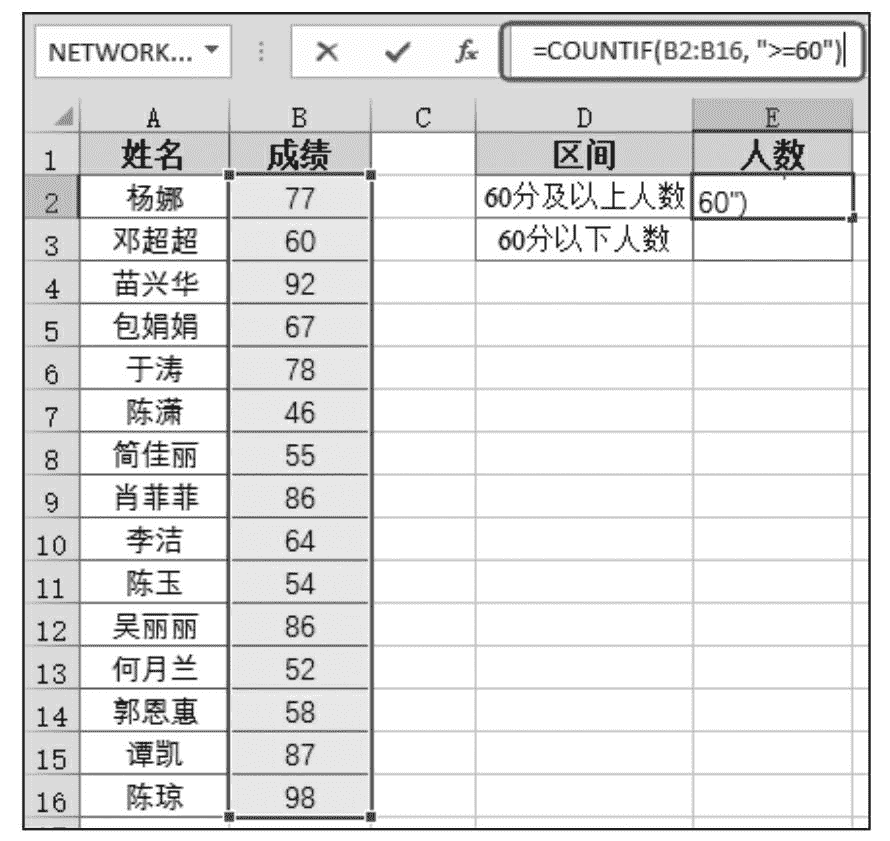 NETWORK... =COUNTIF(B2:B16, ">=60")
A B C D E
1 姓名 成绩 区间 人数
2 杨娜 77 60分及以上人数 60")
3 邓超超 60 60分以下人数
4 苗兴华 92
5 包娟娟 67
6 于涛 78
7 陈潇 46
8 简佳丽 55
9 肖菲菲 86
10 李洁 64
11 陈玉 54
12 吴丽丽 86
13 何月兰 52
14 郭恩惠 58
15 谭凯 87
16 陈琼 98